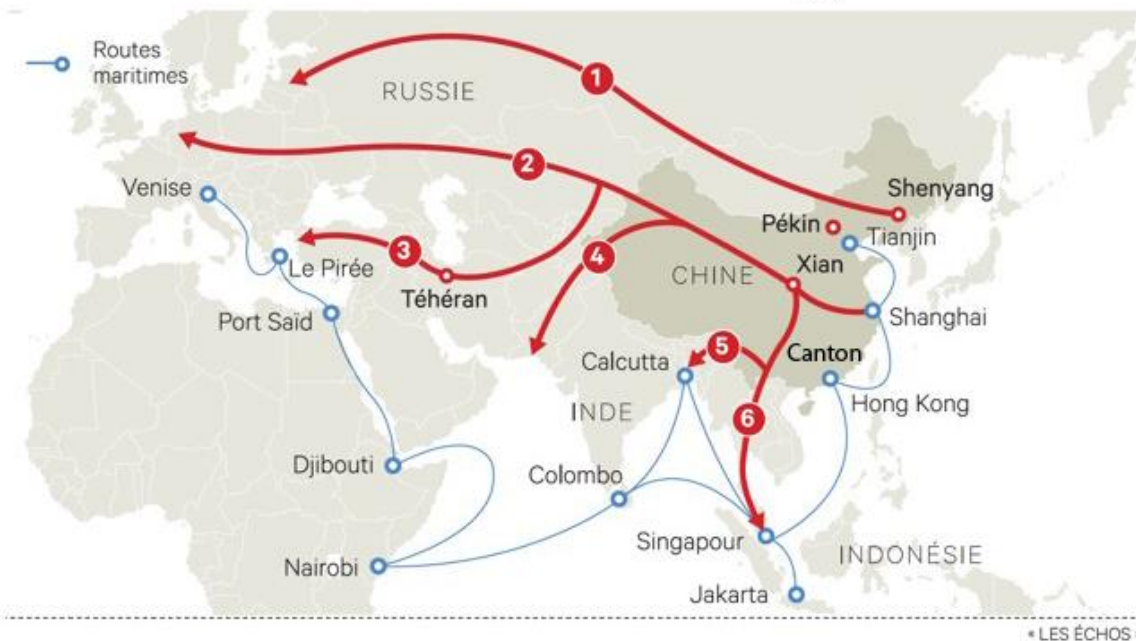 Routes
maritimes
1
RUSSIE
2
Venise
Shenyang
Pékin
Tianjin
3
4
Le Pirée
Téhéran
CHINE
Xian
Port Saïd
Shanghai
5
Canton
Calcutta
Hong Kong
INDE
6
Djibouti
Colombo
Singapour
INDONÉSIE
Nairobi
Jakarta
« LES ÉCHOS